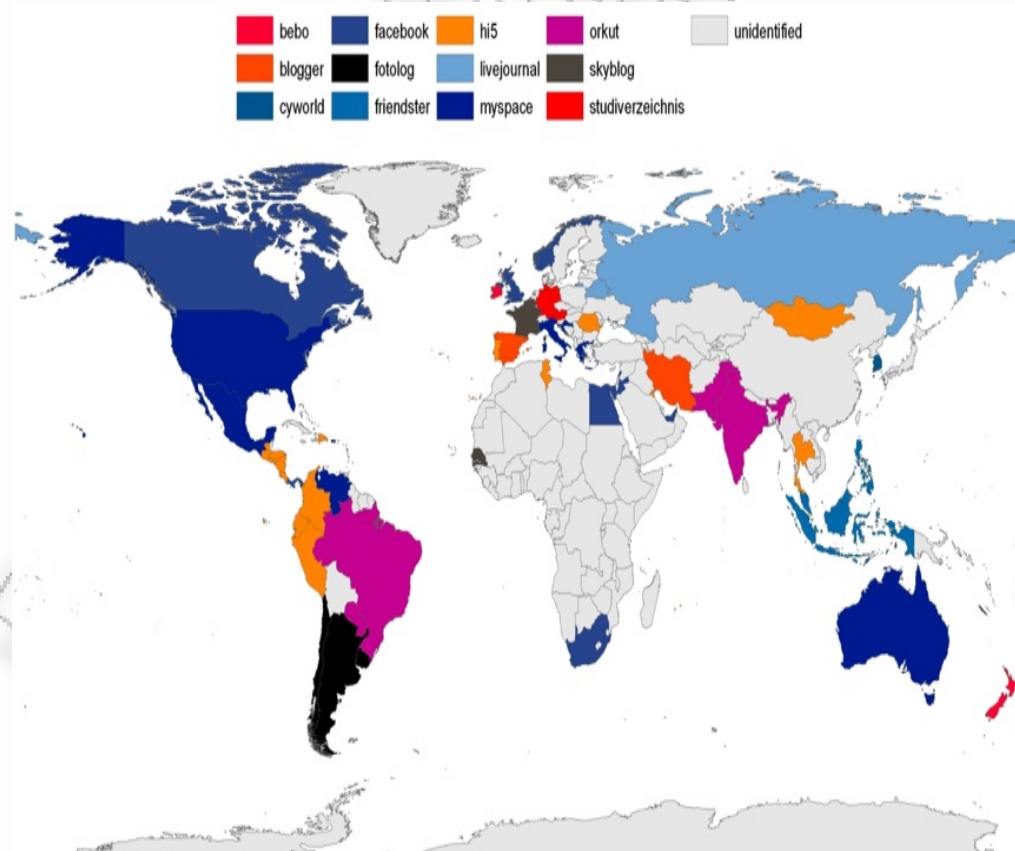 bebo facebook hi5 orkut unidentified
blogger fotolog livejournal skyblog
cyworld friendster myspace studiverzeichnis